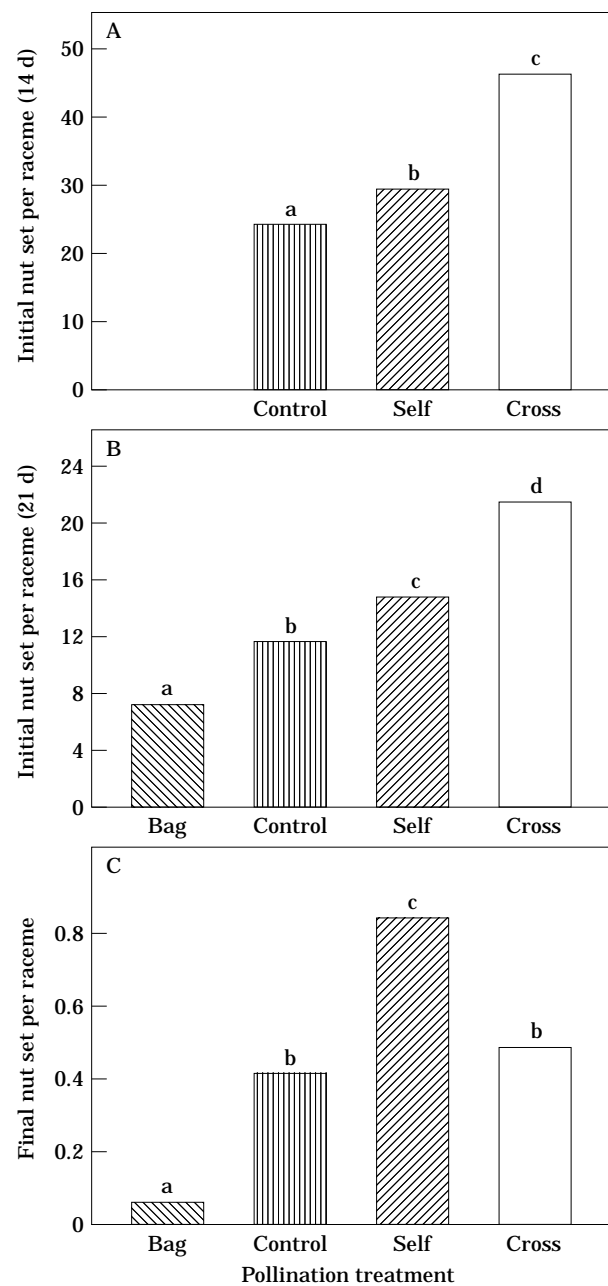 A
Initial nut set per raceme (14 d)
50
40
30
20
10
0
a
b
c
Control Self Cross
B
Initial nut set per raceme (21 d)
24
20
16
12
8
4
0
a
b
c
d
Bag Control Self Cross
C
Final nut set per raceme
0.8
0.6
0.4
0.2
0
a
b
c
b
Bag Control Self Cross
Pollination treatment